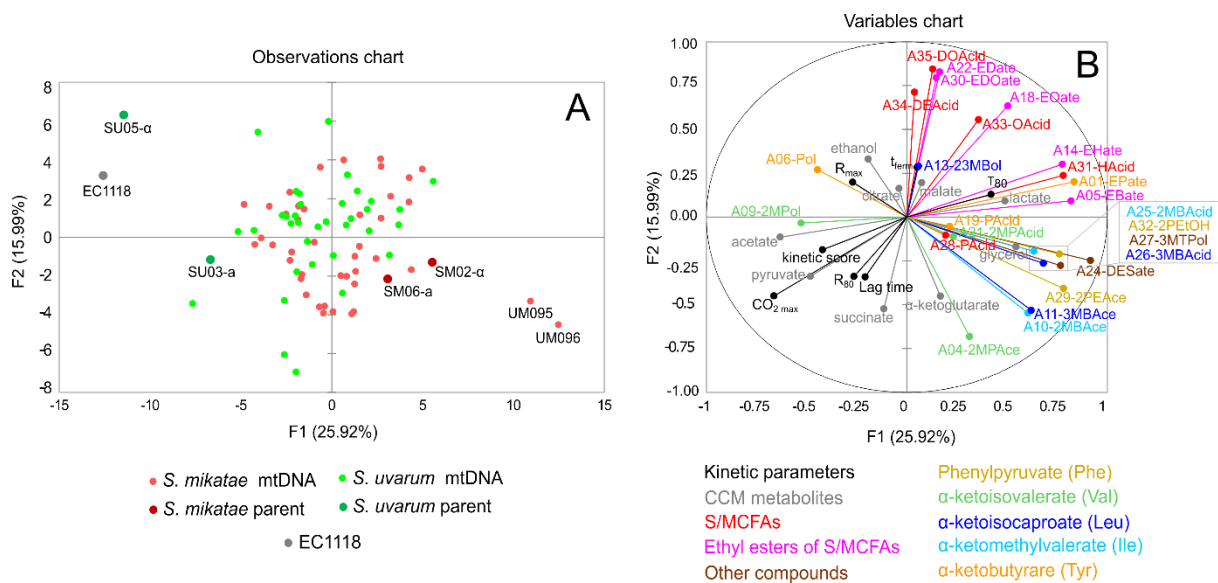 Observations chart
A
8
6
4
2
0
-2
-4
-6
-8
SU05-α
EC1118
SU03-a
SM02-α
SM06-a
UM095
UM096
-15
-10
-5
0
5
10
15
F2 (15.99%)
F1 (25.92%)
S. mikatae mtDNA
S. uvarum mtDNA
S. mikatae parent
S. uvarum parent
EC1118
Variables chart
B
1.00
0.75
0.50
0.25
0.00
-0.25
-0.50
-0.75
-1.00
A35-DOAcid
A22-EDate
A30-EDOate
A34-DEAcid
A18-EOate
A33-OAcid
ethanol
A06-Pol
Rmax
tferm
A13-23MBol
A14-EHate
A31-HAcid
citrate
malate
T80
A01-EPate
lactate
A05-EBate
A09-2MPol
A19-PAcid
A21-2MPAcid
A28-PAcid
acetate
kinetic score
glycerol
A25-2MBAcid
A32-2PEtOH
A27-3MTPol
A26-3MBAcid
A24-DESate
pyruvate
R80
Lag time
A29-2PEAce
CO2 max
α-ketoglutarate
succinate
A11-3MBAce
A10-2MBAce
A04-2MPAce
-1
-0.75
-0.5
-0.25
0
0.25
0.5
0.75
1
F2 (15.99%)
F1 (25.92%)
Kinetic parameters
CCM metabolites
S/MCFAs
Ethyl esters of S/MCFAs
Other compounds
Phenylpyruvate (Phe)
α-ketoisovalerate (Val)
α-ketoisocaproate (Leu)
α-ketomethylvalerate (Ile)
α-ketobutyrare (Tyr)